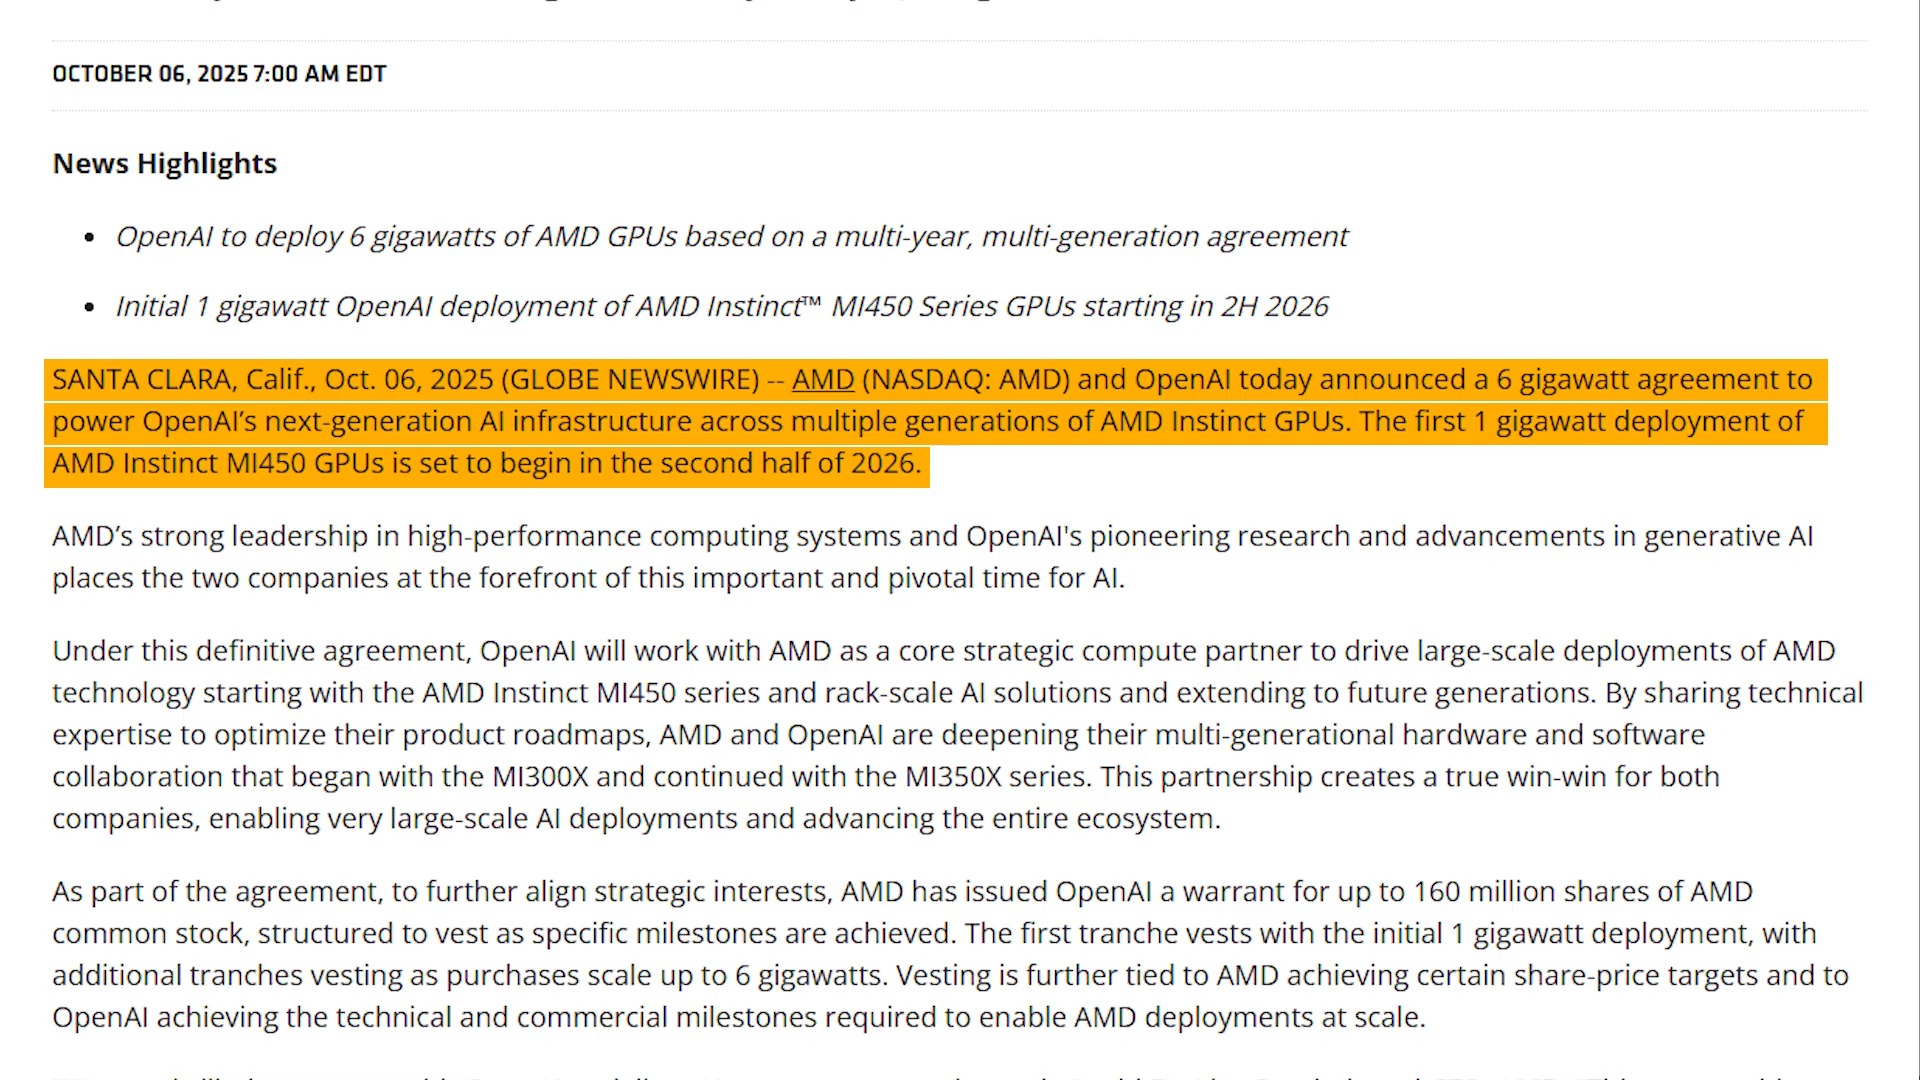 OCTOBER 06, 2025 7:00 AM EDT
News Highlights
• OpenAI to deploy 6 gigawatts of AMD GPUs based on a multi-year, multi-generation agreement
• Initial 1 gigawatt OpenAI deployment of AMD Instinct™ MI450 Series GPUs starting in 2H 2026
SANTA CLARA, Calif., Oct. 06, 2025 (GLOBE NEWSWIRE) -- AMD (NASDAQ: AMD) and OpenAI today announced a 6 gigawatt agreement to
power OpenAI’s next-generation AI infrastructure across multiple generations of AMD Instinct GPUs. The first 1 gigawatt deployment of
AMD Instinct MI450 GPUs is set to begin in the second half of 2026.
AMD’s strong leadership in high-performance computing systems and OpenAI's pioneering research and advancements in generative AI
places the two companies at the forefront of this important and pivotal time for AI.
Under this definitive agreement, OpenAI will work with AMD as a core strategic compute partner to drive large-scale deployments of AMD
technology starting with the AMD Instinct MI450 series and rack-scale AI solutions and extending to future generations. By sharing technical
expertise to optimize their product roadmaps, AMD and OpenAI are deepening their multi-generational hardware and software
collaboration that began with the MI300X and continued with the MI350X series. This partnership creates a true win-win for both
companies, enabling very large-scale AI deployments and advancing the entire ecosystem.
As part of the agreement, to further align strategic interests, AMD has issued OpenAI a warrant for up to 160 million shares of AMD
common stock, structured to vest as specific milestones are achieved. The first tranche vests with the initial 1 gigawatt deployment, with
additional tranches vesting as purchases scale up to 6 gigawatts. Vesting is further tied to AMD achieving certain share-price targets and to
OpenAI achieving the technical and commercial milestones required to enable AMD deployments at scale.